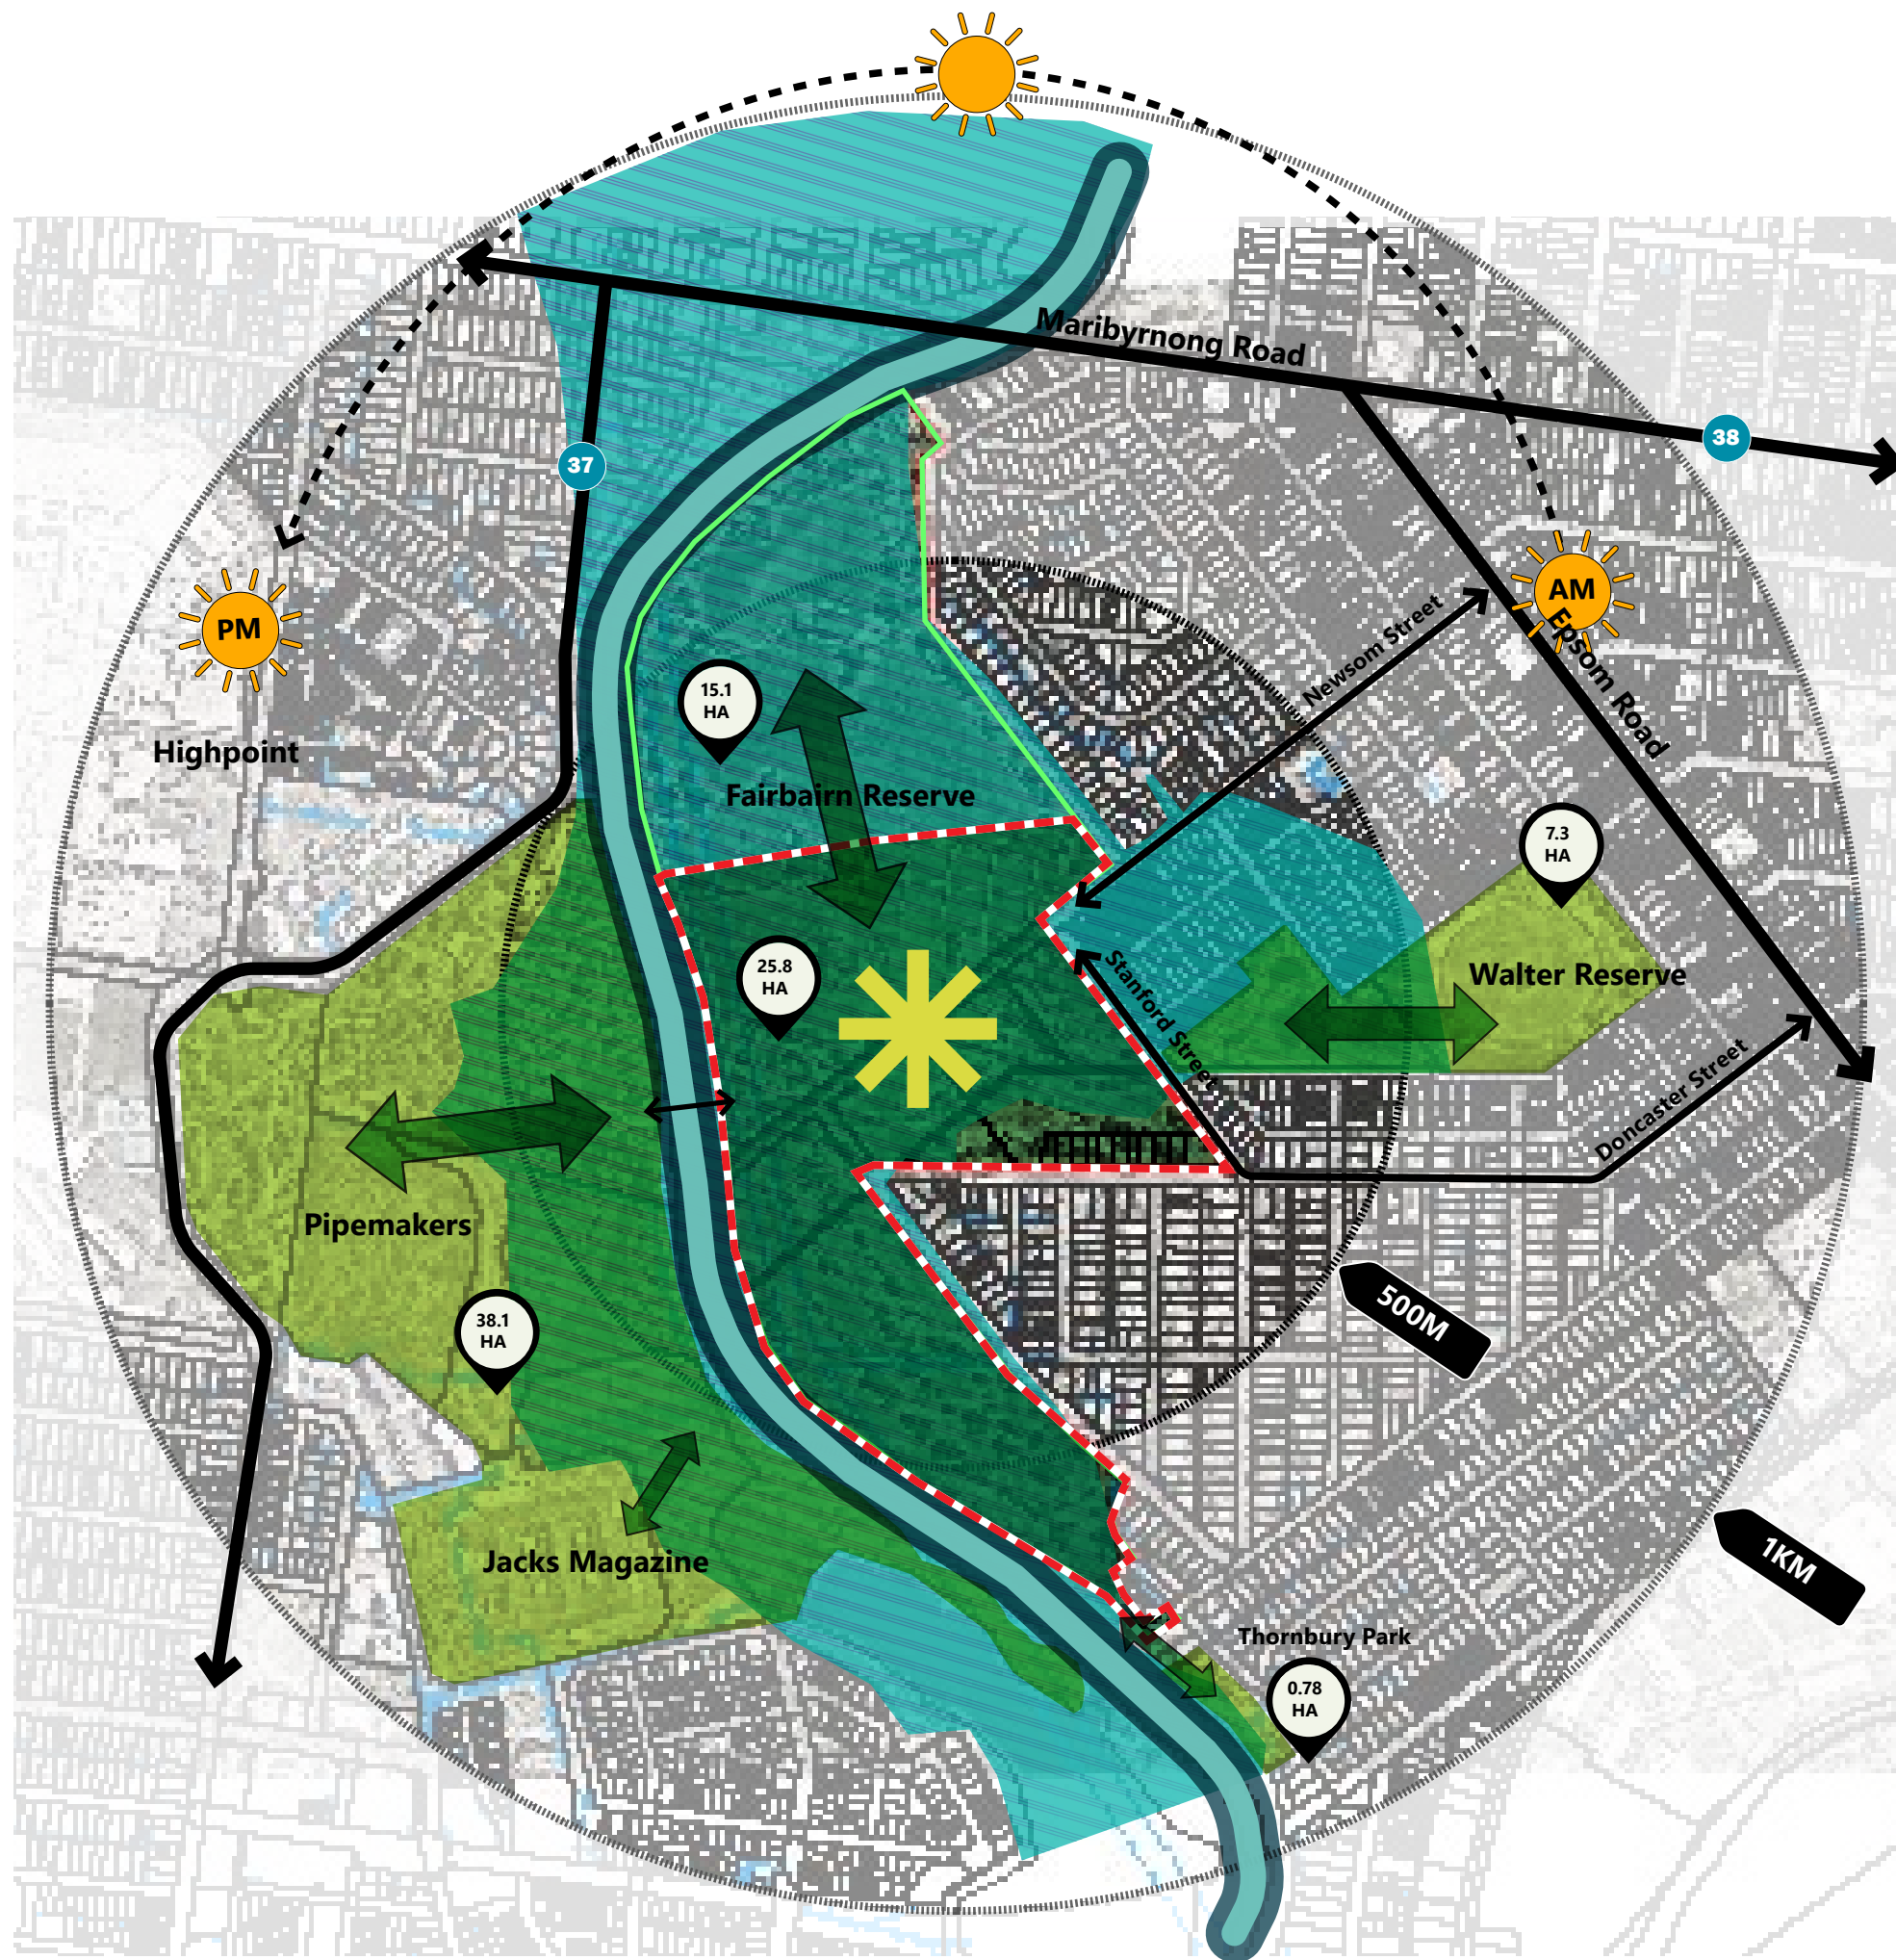 Maribyrnong Road
38
37
AM
Epsom Road
Newsom Street
PM
15.1
HA
Highpoint
Fairbairn Reserve
7.3
HA
25.8
HA
Walter Reserve
Stanford Street
Doncaster Street
Pipemakers
500M
38.1
HA
Jacks Magazine
1KM
Thornbury Park
0.78
HA